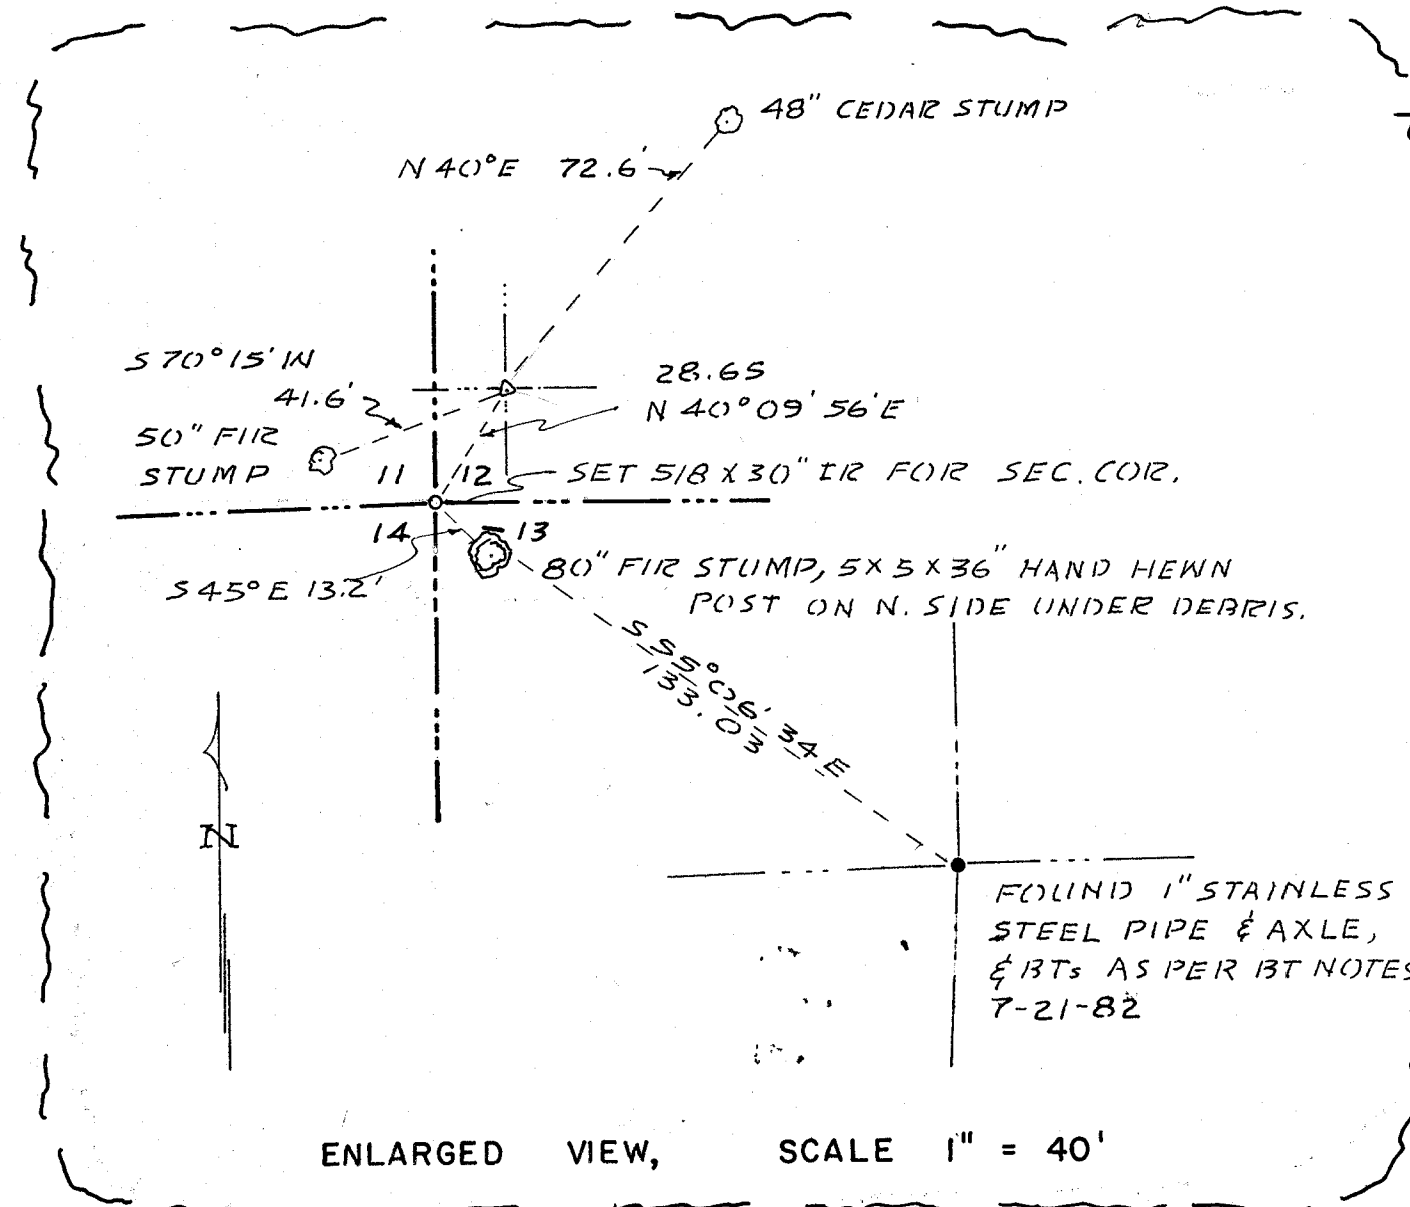 48" CEDAR STUMP
N 40°E 72.6'
S 70°15' W
41.6'
50" FIR
STUMP
28.65
N 40°09'56'E
11 12
SET 5/8 X 30" IR FOR SEC. COR.
14 13
S 45° E 13.2'
80" FIR STUMP, 5 X 5 X 36" HAND HEWN
POST ON N. SIDE UNDER DEBRIS.
S 55°06'34 E
133.03
N
FOUND 1" STAINLESS
STEEL PIPE & AXLE,
& BTs AS PER BT NOTES
7-21-82
ENLARGED VIEW, SCALE 1" = 40'